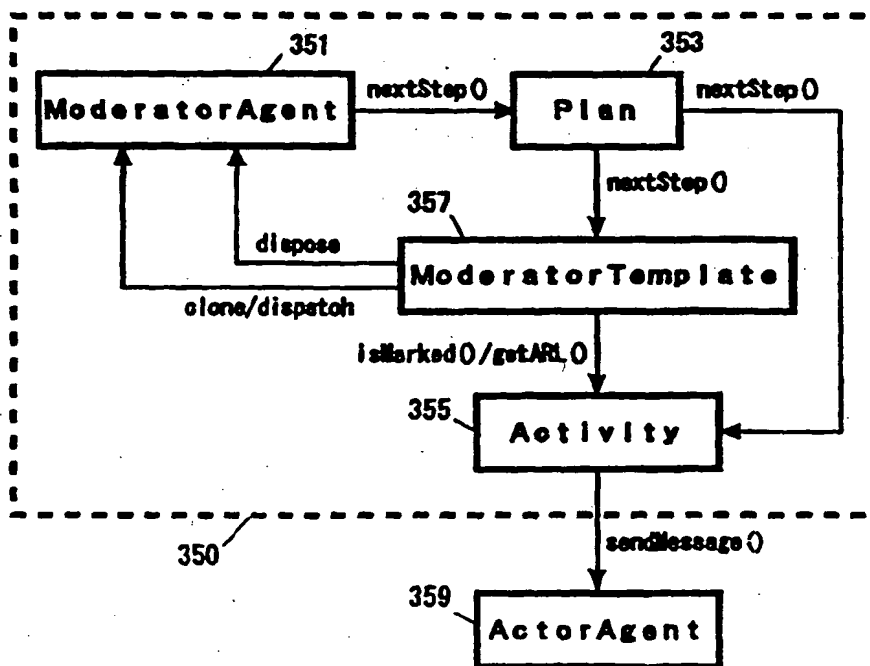 351
353
ModeratorAgent
nextStep()
Plan
nextStep()
nextStep()
357
dispose
ModeratorTemplate
clone/dispatch
isMarked()/getARL()
355
Activity
350
sendMessage()
359
ActorAgent